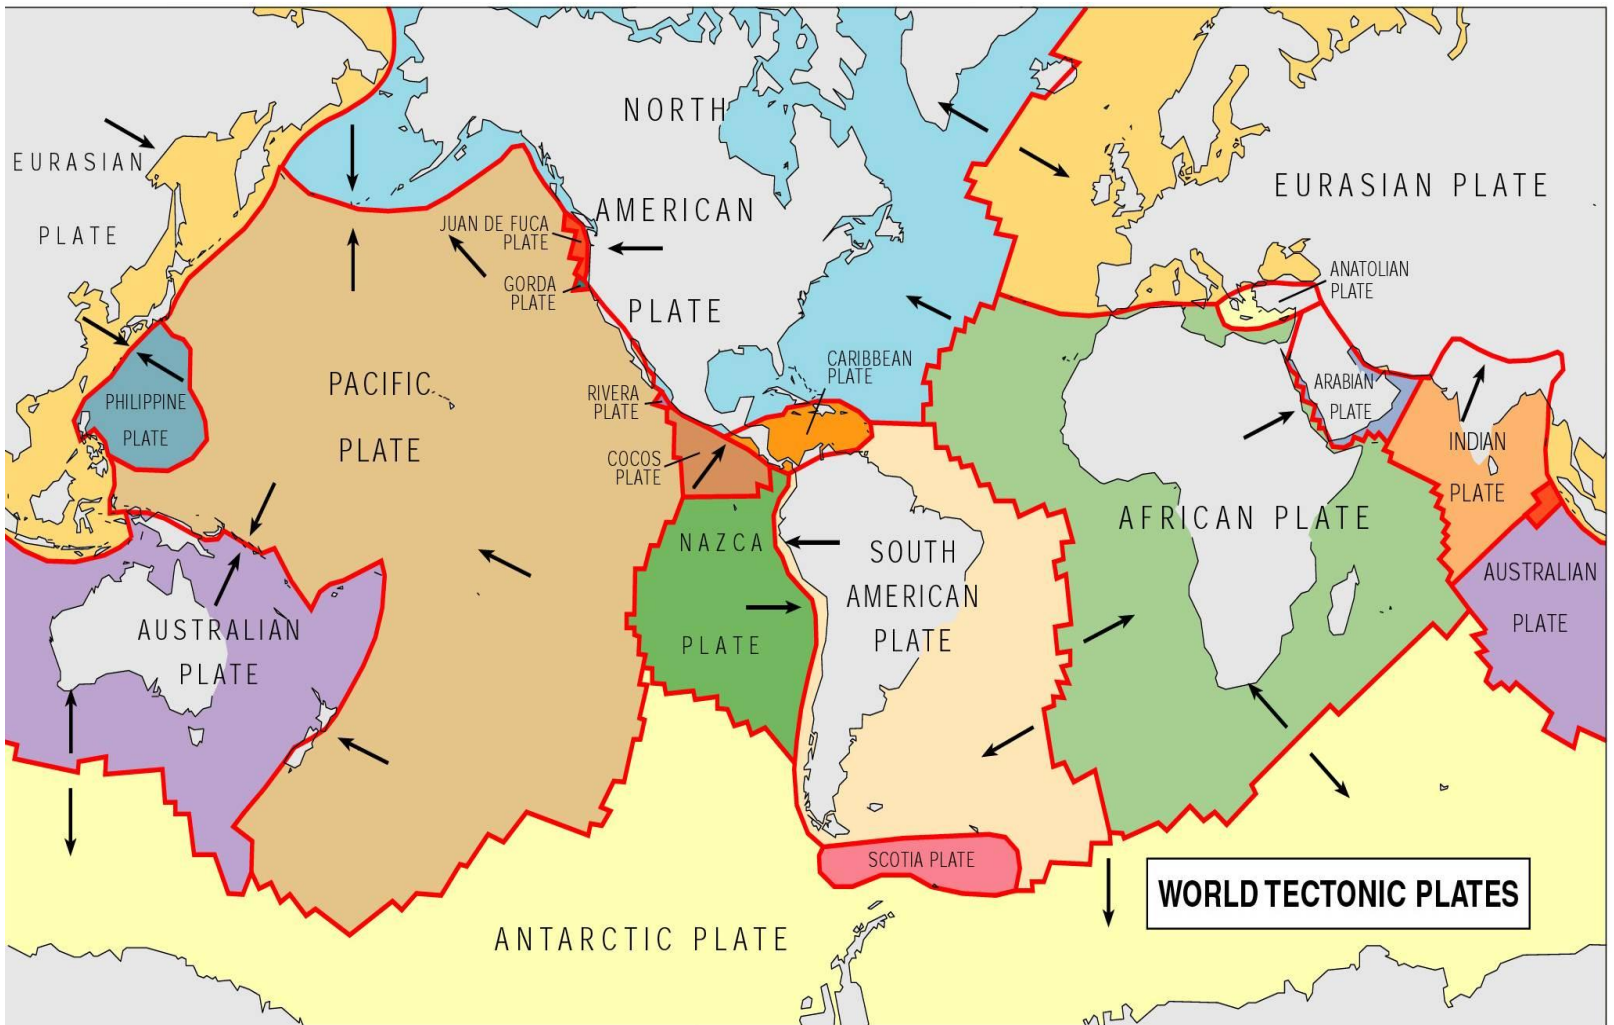 NORTH
AMERICAN
PLATE
EURASIAN
PLATE
EURASIAN PLATE
JUAN DE FUCA
PLATE
GORDA
PLATE
ANATOLIAN
PLATE
CARIBBEAN
PLATE
PACIFIC
PLATE
PHILIPPINE
PLATE
RIVERA
PLATE
COCOS
PLATE
ARABIAN
PLATE
INDIAN
PLATE
AFRICAN PLATE
NAZCA
PLATE
SOUTH
AMERICAN
PLATE
AUSTRALIAN
PLATE
AUSTRALIAN
PLATE
SCOTIA PLATE
ANTARCTIC PLATE
WORLD TECTONIC PLATES